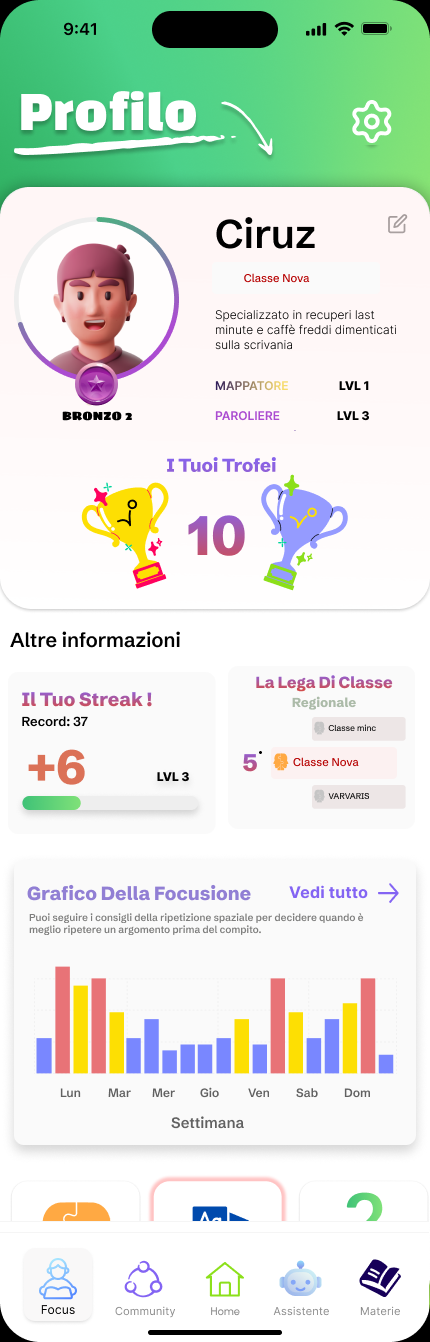 9:41
Profilo
Ciruz
Classe Nova
Specializzato in recuperi last
minute e caffè freddi dimenticati
sulla scrivania
MAPPATORE LVL 1
PAROLIERE LVL 3
BRONZO 2
I Tuoi Trofei
10
Altre informazioni
Il Tuo Streak !
Record: 37
+6
LVL 3
La Lega Di Classe
Regionale
Classe minc
5° Classe Nova
VARVARIS
Grafico Della Focusione
Vedi tutto
Puoi seguire i consigli della ripetizione spaziale per decidere quando è
meglio ripetere un argomento prima del compito.
Lun Mar Mer Gio Ven Sab Dom
Settimana
Aa
2
Focus Community Home Assistente Materie